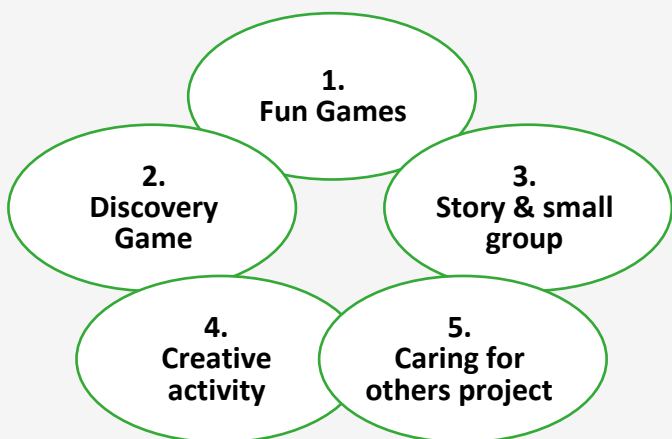 1.
Fun Games
2.
Discovery
Game
3.
Story & small
group
4.
Creative
activity
5.
Caring for
others project